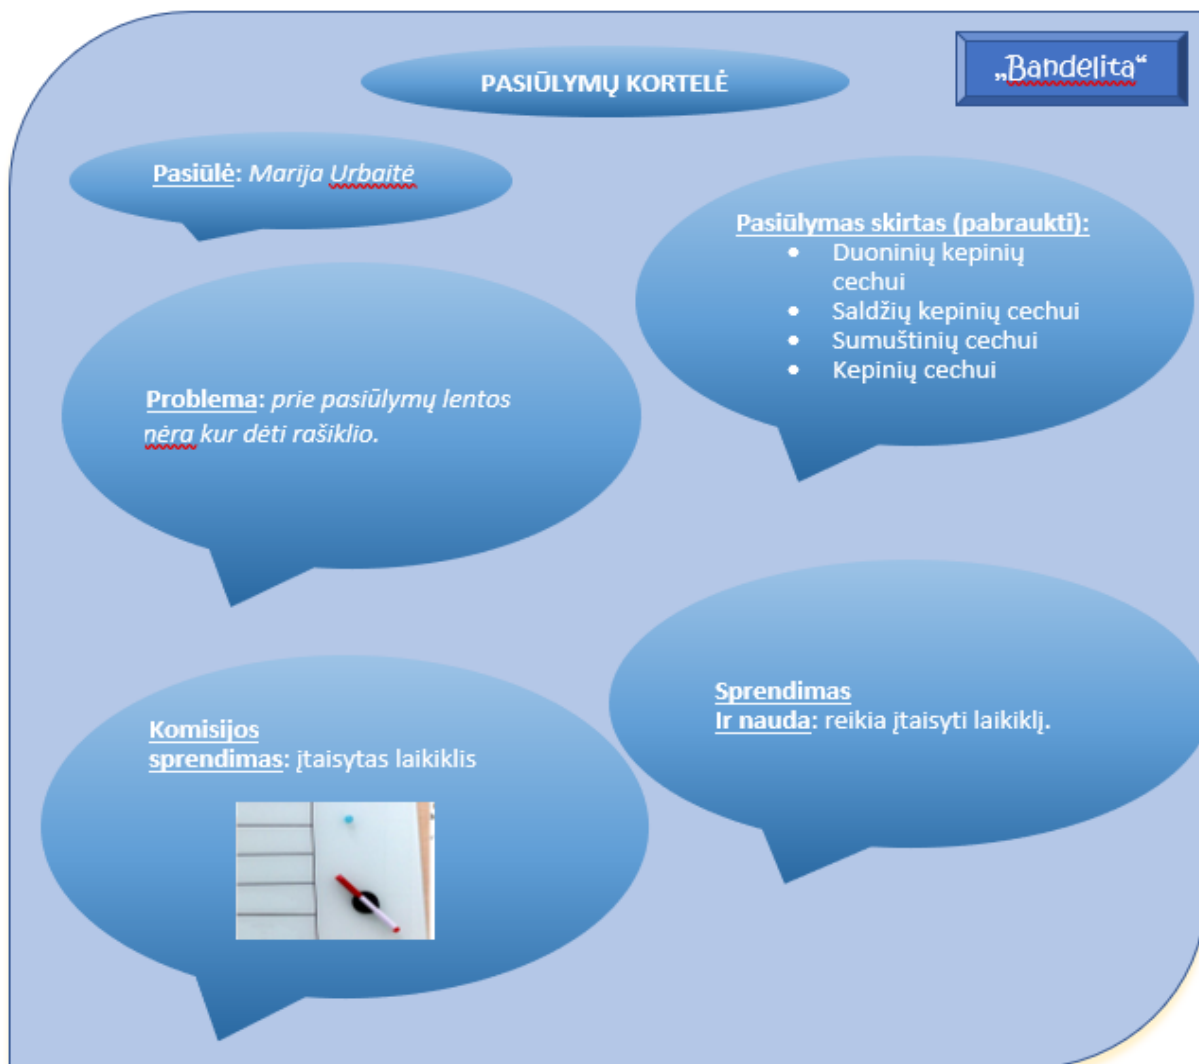 PASIŪLYMŲ KORTELĖ
„Bandelita“
Pasiūlė: Marija Urbaitė
Pasiūlymas skirtas (pabraukti):
• Duoninių kepinių
cechui
• Saldžių kepinių cechui
• Sumuštinių cechui
• Kepinių cechui
Problema: prie pasiūlymų lentos
nėra kur dėti rašiklio.
Sprendimas
Ir nauda: reikia įtaisyti laikiklį.
Komisijos
sprendimas: įtaisytas laikiklis